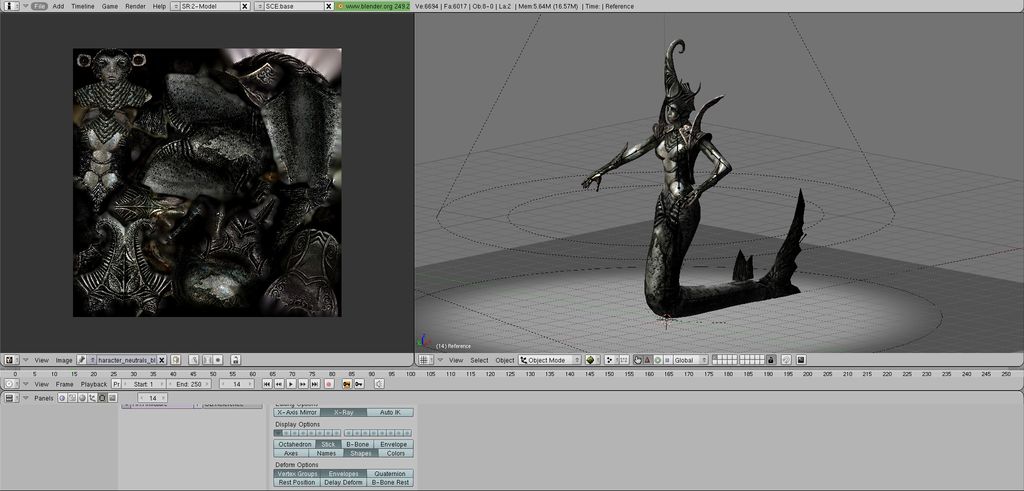 File Add Timeline Game Render Help SR:2-Model X SCE:base X www.blender.org 249.2 Ve:6694 | Fa:6017 | Ob:6-0 | La:2 | Mem:5.64M (16.57M) | Time: | Reference
(14) Reference
View Image haracter_neutrals_bl X
View Select Object Object Mode Global
0 5 10 15 20 25 30 35 40 45 50 55 60 65 70 75 80 85 90 95 100 105 110 115 120 125 130 135 140 145 150 155 160 165 170 175 180 185 190 195 200 205 210 215 220 225 230 235 240 245 250
View Frame Playback Pr Start: 1 End: 250 14
Panels 14
Editing Options
X-Axis Mirror X-Ray Auto IK
Display Options
Octahedron Stick B-Bone Envelope
Axes Names Shapes Colors
Deform Options
Vertex Groups Envelopes Quaternion
Rest Position Delay Deform B-Bone Rest